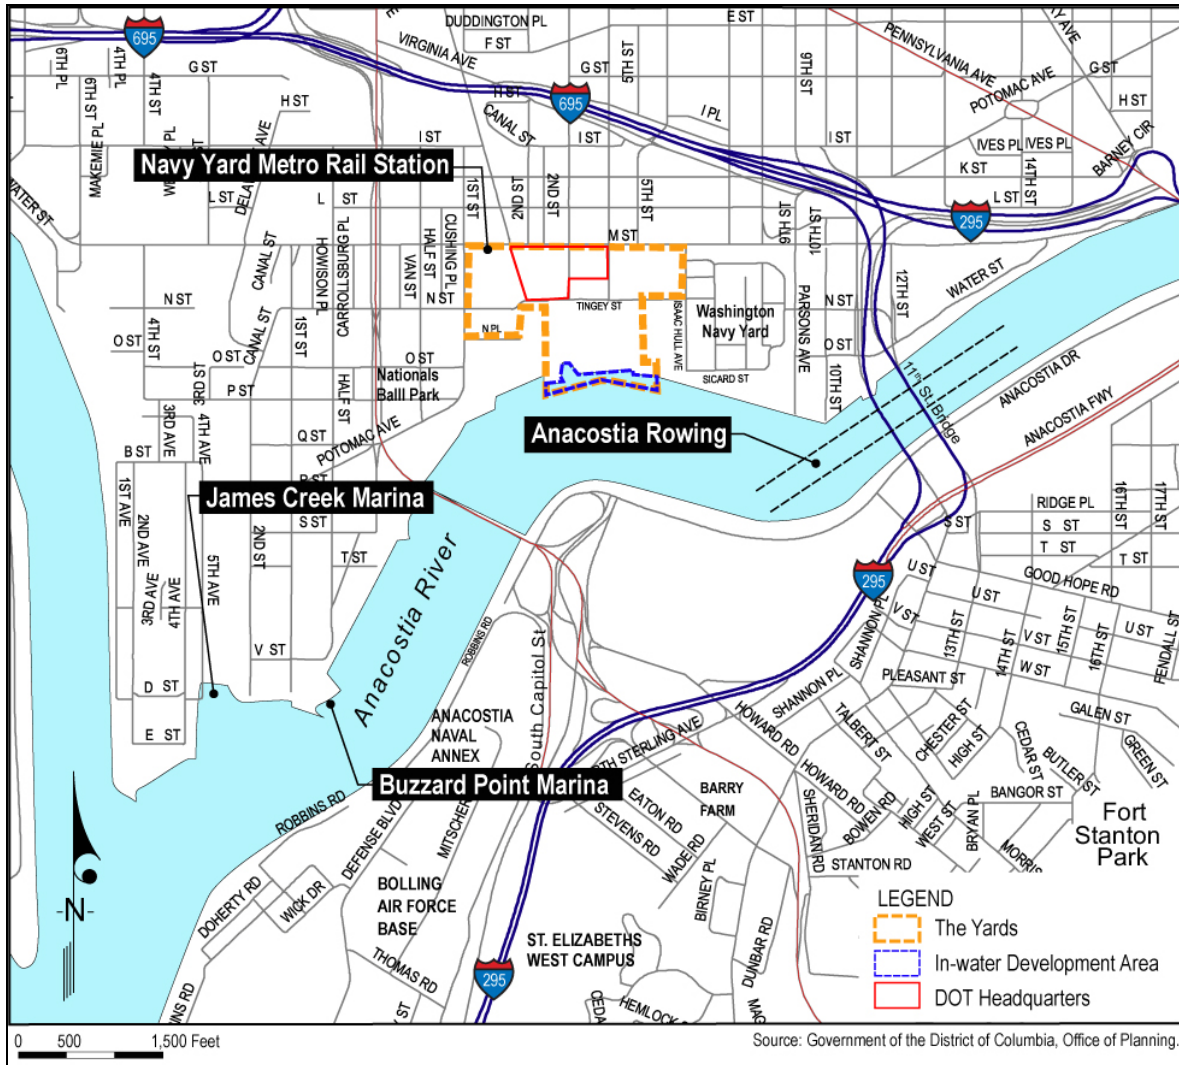 DUDDINGTON PL
E ST
F ST
VIRGINIA AVE
PENNSYLVANIA AVE
695
6TH PL
4TH PL
4TH ST
6TH ST
G ST
G ST
5TH ST
9TH ST
POTOMAC AVE
G ST
H ST
H ST
695
I PL
H ST
CANAL ST
I ST
I ST
I ST
IVES PL
IVES PL
BARNEY CIR
MAKEMIE PL
Navy Yard Metro Rail Station
K ST
14TH ST
L ST
L ST
L ST
1ST ST
2ND ST
2ND ST
5TH ST
WATER ST
295
CUSHING PL
M ST
9TH ST
10TH ST
CANAL ST
HOWISON PL
CARROLLSBURG PL
VAN ST
HALF ST
12TH ST
WATER ST
N ST
N ST
TINGEY ST
ISAAC HULL AVE
Washington
Navy Yard
PARSONS AVE
N ST
4TH ST
O ST
O ST
CANAL ST
1ST ST
N PL
O ST
O ST
3RD ST
P ST
HALF ST
Nationals
Balll Park
SICARD ST
10TH ST
11th St. Bridge
ANACOSTIA DR
ANACOSTIA FWY
3RD AVE
4TH AVE
Q ST
POTOMAC AVE
Anacostia Rowing
B ST
1ST AVE
2ND AVE
James Creek Marina
S ST
T ST
2ND ST
5TH AVE
3RD AVE
4TH AVE
Anacostia River
RIDGE PL
S ST
S ST
T ST
T ST
16TH ST
17TH ST
295
U ST
GOOD HOPE RD
U ST
V ST
V ST
U ST
W ST
SHANNON PL
13TH ST
14TH ST
15TH ST
16TH ST
FENDALL ST
PLEASANT ST
V ST
D ST
E ST
ROBBINS RD
South Capitol St
ANACOSTIA
NAVAL
ANNEX
SHANNON PL
HOWARD RD
TALBERT ST
CHESTER ST
HIGH ST
GALEN ST
CEDAR ST
BUTLER ST
GREEN ST
Buzzard Point Marina
ROBBINS RD
DEFENSE BLVD
EATON RD
STEVENS RD
BARRY
FARM
HOWARD RD
SHERIDAN RD
BOWEN RD
HIGH ST
WEST ST
BRYAN PL
BANGOR ST
Fort
Stanton
Park
WADE RD
BIRNEY PL
STANTON RD
-N-
DOHERTY RD
WICK DR
BOLLING
AIR FORCE
BASE
THOMAS RD
ST. ELIZABETHS
WEST CAMPUS
DUNBAR RD
295
LEGEND
The Yards
In-water Development Area
DOT Headquarters
0 500 1,500 Feet
Source: Government of the District of Columbia, Office of Planning.